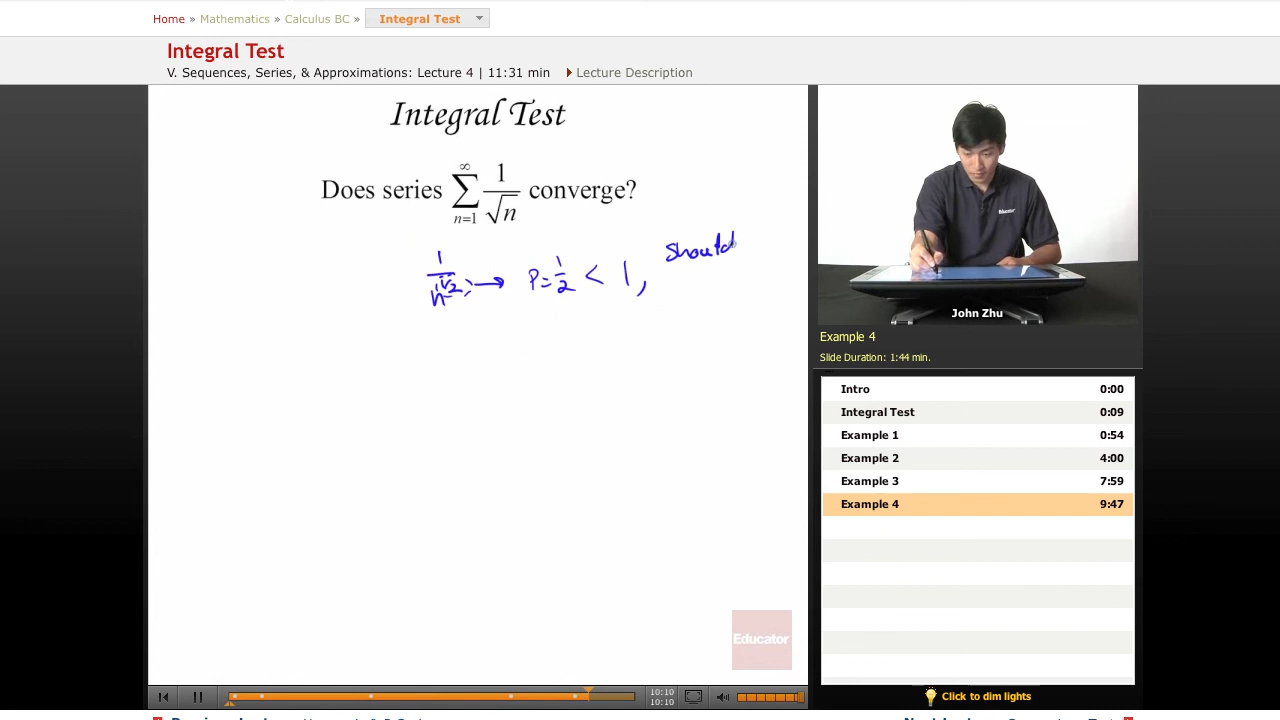 Home » Mathematics » Calculus BC » Integral Test
Integral Test
V. Sequences, Series, & Approximations: Lecture 4 | 11:31 min Lecture Description
Integral Test
Does series ∑_{n=1}^{∞} 1/√n converge?
1/n^{1/2} → P = 1/2 < 1, should
Educator
John Zhu
Example 4
Slide Duration: 1:44 min.
Intro 0:00
Integral Test 0:09
Example 1 0:54
Example 2 4:00
Example 3 7:59
Example 4 9:47
Educator
10:10
10:10
Click to dim lights